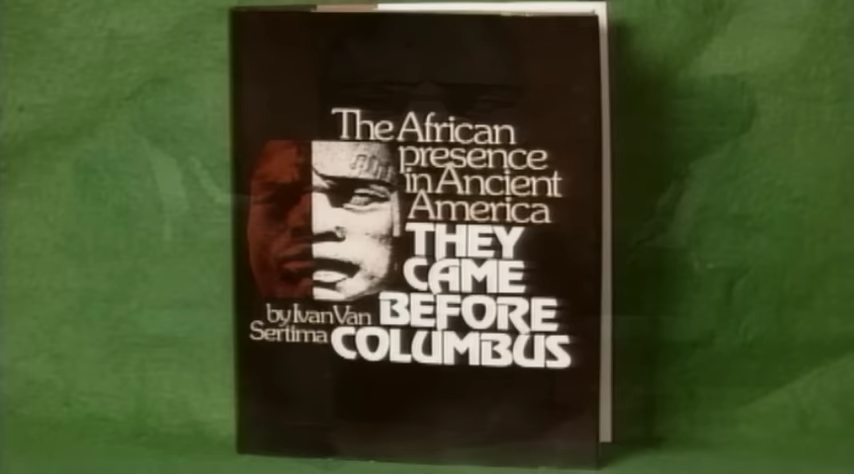 The African
presence
in Ancient
America
THEY
CAME
BEFORE
COLUMBUS
by Ivan Van
Sertima